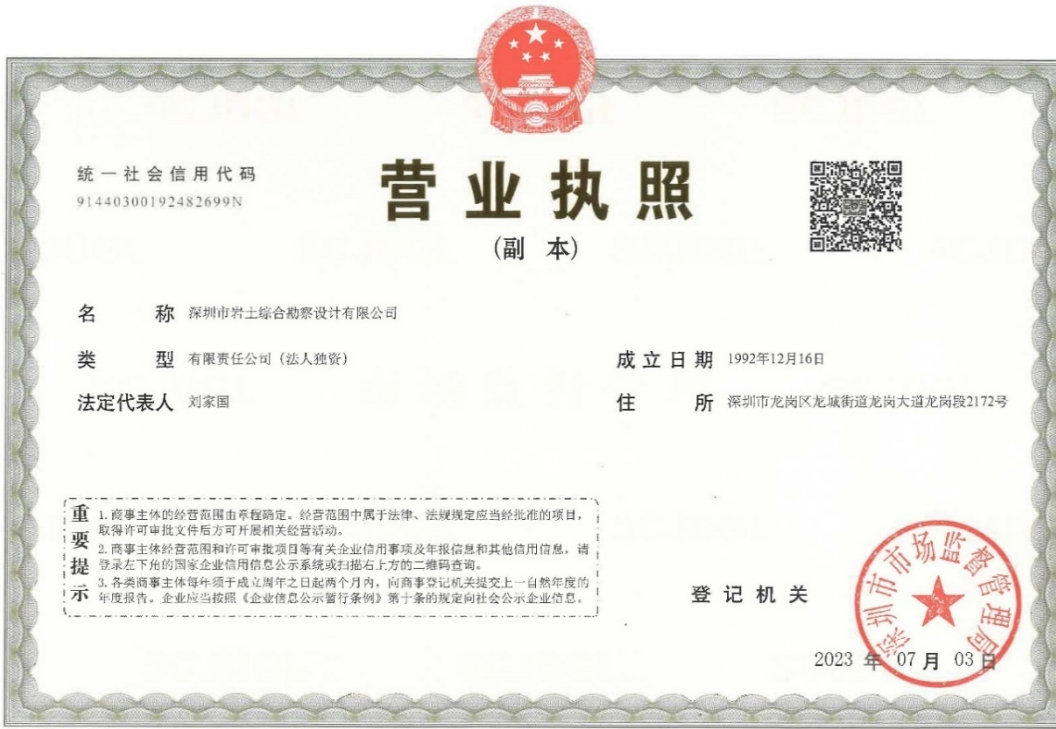 统一社会信用代码
91440300192482699N
营业执照
(副 本)
名 称 深圳市岩土综合勘察设计有限公司
类 型 有限责任公司（法人独资）
成立日期 1992年12月16日
法定代表人 刘家国
住 所 深圳市龙岗区龙城街道龙岗大道龙岗段2172号
重要提示
1. 商事主体的经营范围由章程确定。经营范围中属于法律、法规规定应当经批准的项目，
取得许可审批文件后方可开展相关经营活动。
2. 商事主体经营范围和许可审批项目等有关企业信用事项及年报信息和其他信用信息，请
登录左下角的国家企业信用信息公示系统或扫描右上方的二维码查询。
3. 各类商事主体每年须于成立周年之日起两个月内，向商事登记机关提交上一自然年度的
年度报告。企业应当按照《企业信息公示暂行条例》第十条的规定向社会公示企业信息。
登记机关
深圳市市场监督管理局
2023 年 07 月 03 日